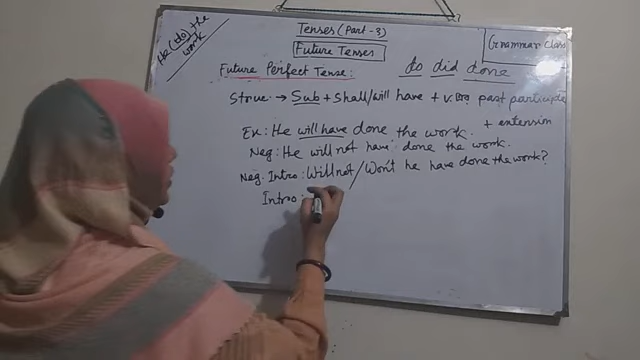 He (do) the
work
Tenses (Part - 3)
Future Tenses
Grammar Class
Future Perfect Tense:
do did done
Struc → Sub + shall/will have + v. past participle
+ extension
Ex: He will have done the work.
Neg: He will not have done the work.
Neg. Intro: Will not / Won't he have done the work?
Intro: